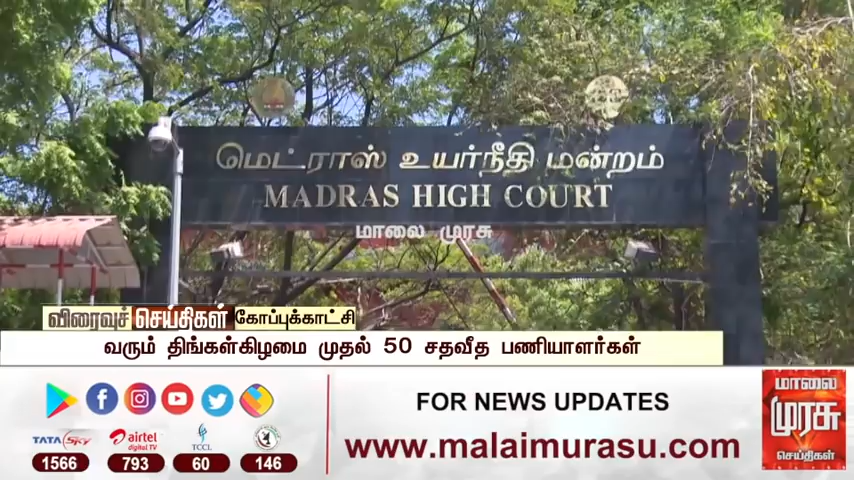 மெட்ராஸ் உயர்நீதி மன்றம்
MADRAS HIGH COURT
மாலை முரசு
விரைவுச் செய்திகள் கோப்புக்காட்சி
வரும் திங்கள்கிழமை முதல் 50 சதவீத பணியாளர்கள்
FOR NEWS UPDATES
www.malaimurasu.com
TATA SKY
1566
airtel
digital TV
793
TCCL
60
146
மாலை
முரசு
செய்திகள்